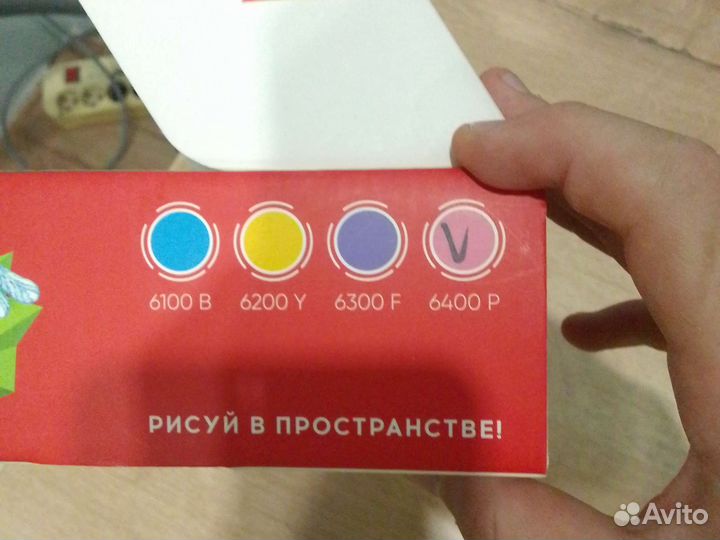 V
6100 B 6200 Y 6300 F 6400 P
РИСУЙ В ПРОСТРАНСТВЕ!
Avito